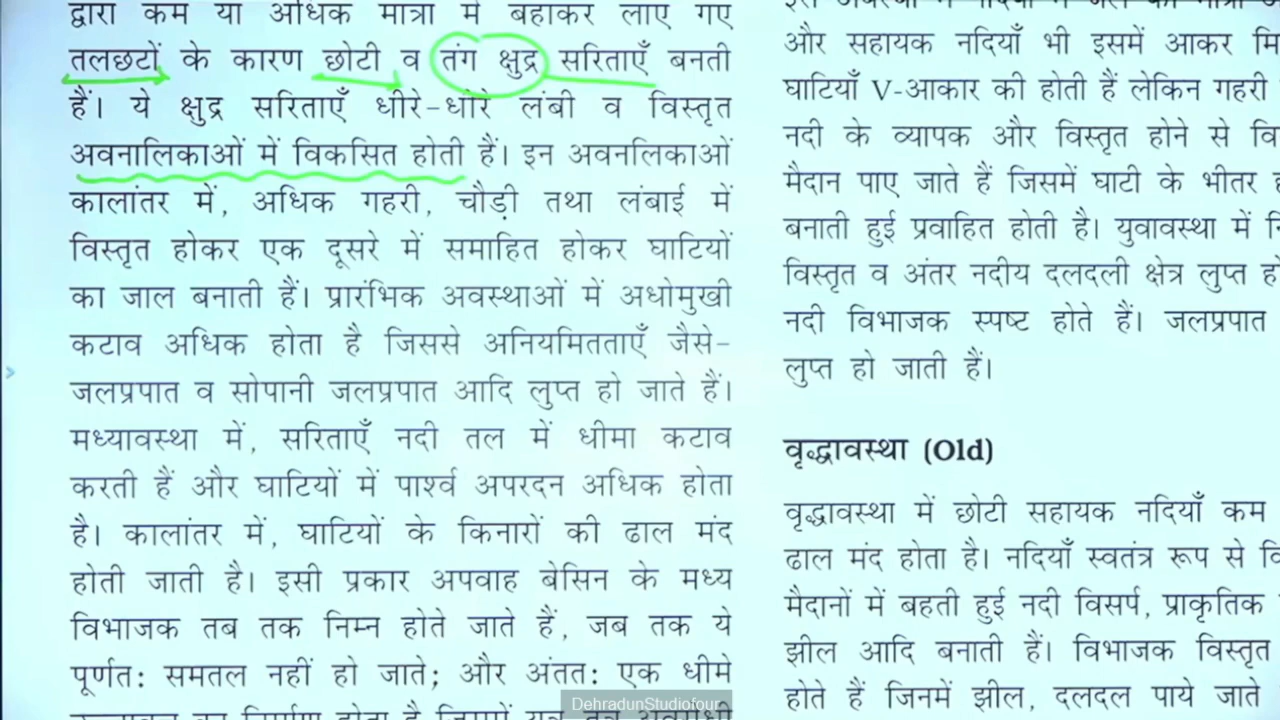 द्वारा कम या अधिक मात्रा में बहाकर लाए गए
तलछटों के कारण छोटी व तंग क्षुद्र सरिताएँ बनती
हैं। ये क्षुद्र सरिताएँ धीरे-धीरे लंबी व विस्तृत
अवनालिकाओं में विकसित होती हैं। इन अवनलिकाओं
कालांतर में, अधिक गहरी, चौड़ी तथा लंबाई में
विस्तृत होकर एक दूसरे में समाहित होकर घाटियों
का जाल बनाती हैं। प्रारंभिक अवस्थाओं में अधोमुखी
कटाव अधिक होता है जिससे अनियमितताएँ जैसे-
जलप्रपात व सोपानी जलप्रपात आदि लुप्त हो जाते हैं।
मध्यावस्था में, सरिताएँ नदी तल में धीमा कटाव
करती हैं और घाटियों में पार्श्व अपरदन अधिक होता
है। कालांतर में, घाटियों के किनारों की ढाल मंद
होती जाती है। इसी प्रकार अपवाह बेसिन के मध्य
विभाजक तब तक निम्न होते जाते हैं, जब तक ये
पूर्णत: समतल नहीं हो जाते; और अंतत: एक धीमे
और सहायक नदियाँ भी इसमें आकर
घाटियाँ V-आकार की होती हैं लेकिन गहरी
नदी के व्यापक और विस्तृत होने से
मैदान पाए जाते हैं जिसमें घाटी के भीतर
बनाती हुई प्रवाहित होती है। युवावस्था में
विस्तृत व अंतर नदीय दलदली क्षेत्र लुप्त
नदी विभाजक स्पष्ट होते हैं। जलप्रपात
लुप्त हो जाती हैं।
वृद्धावस्था (Old)
वृद्धावस्था में छोटी सहायक नदियाँ कम
ढाल मंद होता है। नदियाँ स्वतंत्र रूप से
मैदानों में बहती हुई नदी विसर्प, प्राकृतिक
झील आदि बनाती हैं। विभाजक विस्तृत
होते हैं जिनमें झील, दलदल पाये जाते
DehradunStudiofour